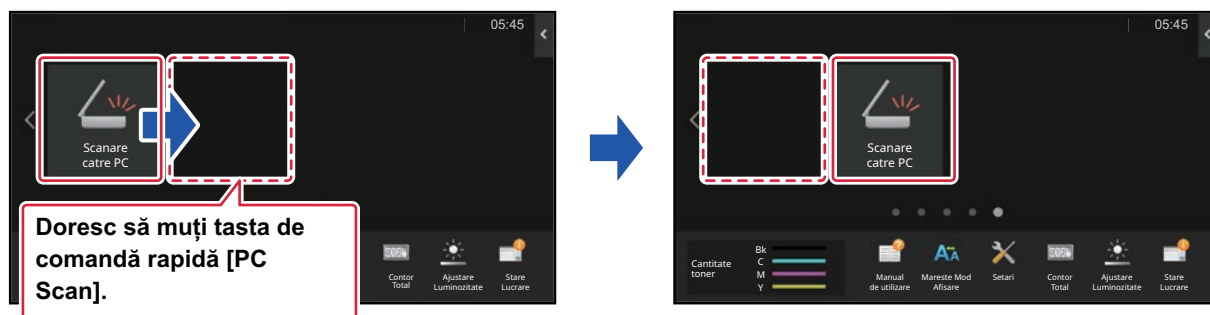 05:45
Scanare
catre PC
Doresc să muți tasta de
comandă rapidă [PC
Scan].
Contor
Total
Ajustare
Luminozitate
Stare
Lucrare
05:45
Scanare
catre PC
Cantitate
toner
Bk
C
M
Y
Manual
de utilizare
Mareste Mod
Afisare
Setari
Contor
Total
Ajustare
Luminozitate
Stare
Lucrare